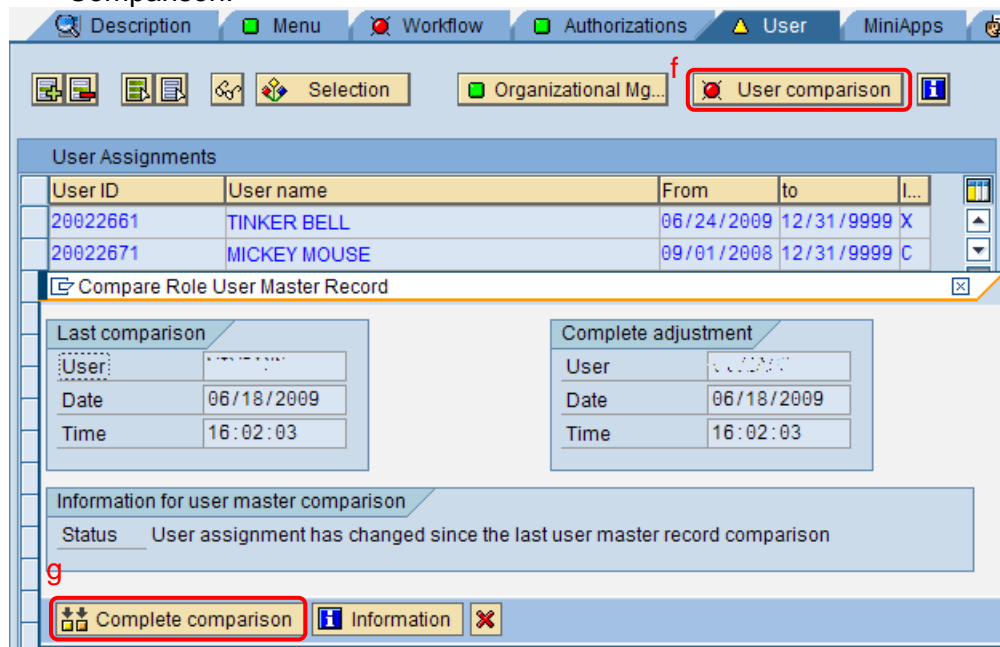 Comparison.
Description Menu Workflow Authorizations User MiniApps
f
Selection Organizational Mg... User comparison
User Assignments
User ID User name From to I...
20022661 TINKER BELL 06/24/2009 12/31/9999 X
20022671 MICKEY MOUSE 09/01/2008 12/31/9999 C
Compare Role User Master Record
Last comparison Complete adjustment
User User
Date 06/18/2009 Date 06/18/2009
Time 16:02:03 Time 16:02:03
Information for user master comparison
Status User assignment has changed since the last user master record comparison
g
Complete comparison Information